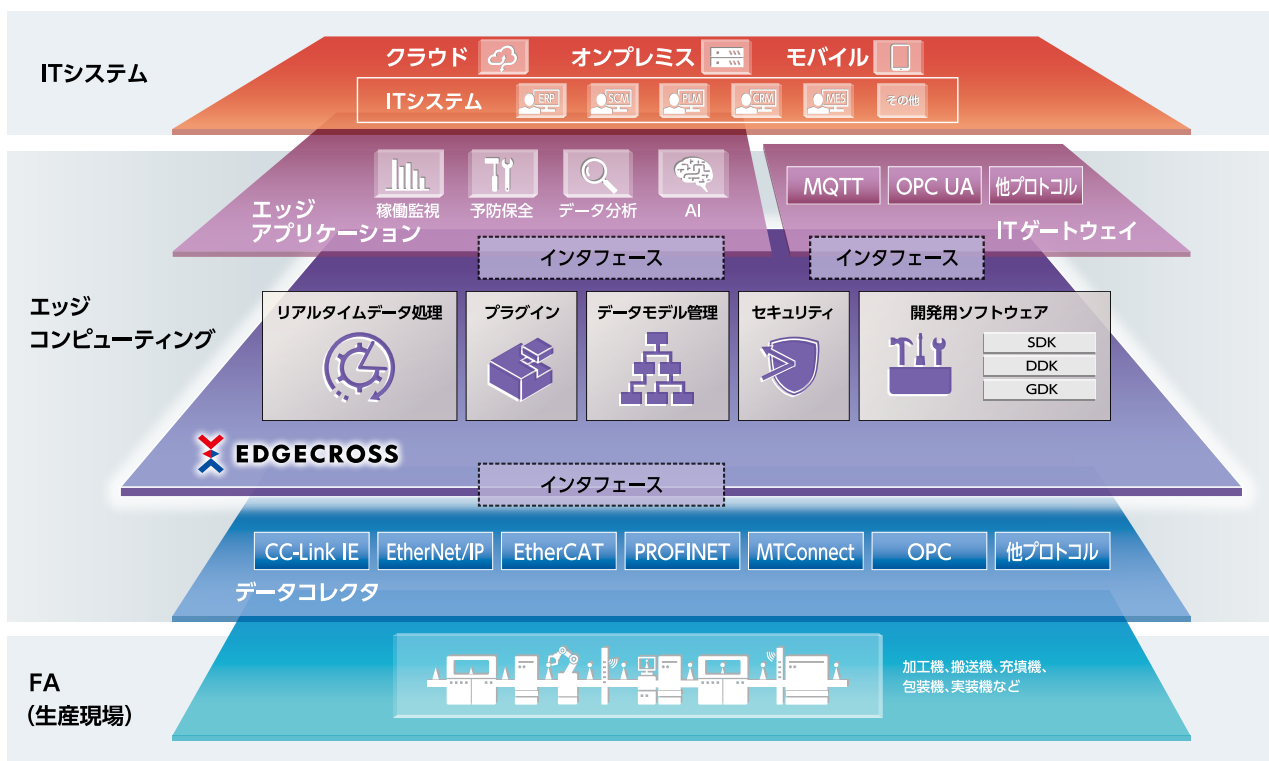 ITシステム
クラウド
オンプレミス
モバイル
ITシステム
ERP
SCM
PLM
CRM
MES
その他
エッジ
コンピューティング
稼働監視
予防保全
データ分析
AI
エッジ
アプリケーション
MQTT
OPC UA
他プロトコル
ITゲートウェイ
インタフェース
インタフェース
リアルタイムデータ処理
プラグイン
データモデル管理
セキュリティ
開発用ソフトウェア
SDK
DDK
GDK
EDGECROSS
インタフェース
CC-Link IE
EtherNet/IP
EtherCAT
PROFINET
MTConnect
OPC
他プロトコル
データコレクタ
FA
(生産現場)
加工機、搬送機、充填機、
包装機、実装機など